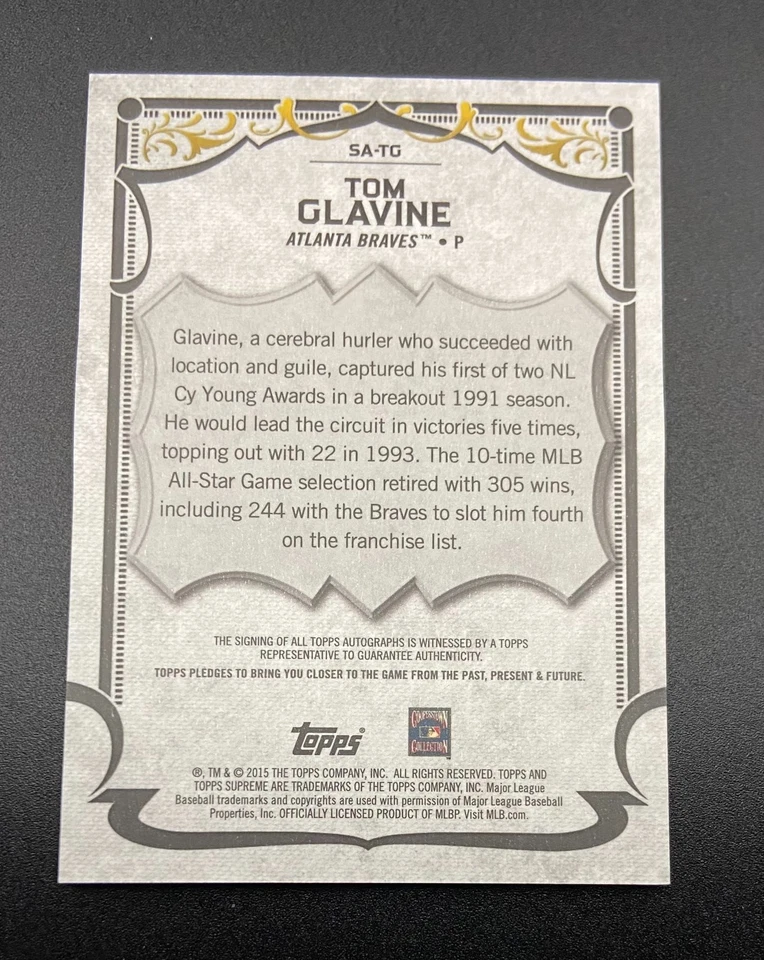 SA-TG
TOM
GLAVINE
ATLANTA BRAVES™ • P
Glavine, a cerebral hurler who succeeded with
location and guile, captured his first of two NL
Cy Young Awards in a breakout 1991 season.
He would lead the circuit in victories five times,
topping out with 22 in 1993. The 10-time MLB
All-Star Game selection retired with 305 wins,
including 244 with the Braves to slot him fourth
on the franchise list.
THE SIGNING OF ALL TOPPS AUTOGRAPHS IS WITNESSED BY A TOPPS
REPRESENTATIVE TO GUARANTEE AUTHENTICITY.
TOPPS PLEDGES TO BRING YOU CLOSER TO THE GAME FROM THE PAST, PRESENT & FUTURE.
topps
COOPERSTOWN
COLLECTION
®, TM & © 2015 THE TOPPS COMPANY, INC. ALL RIGHTS RESERVED. TOPPS AND
TOPPS SUPREME ARE TRADEMARKS OF THE TOPPS COMPANY, INC. Major League
Baseball trademarks and copyrights are used with permission of Major League Baseball
Properties, Inc. OFFICIALLY LICENSED PRODUCT OF MLBP. Visit MLB.com.